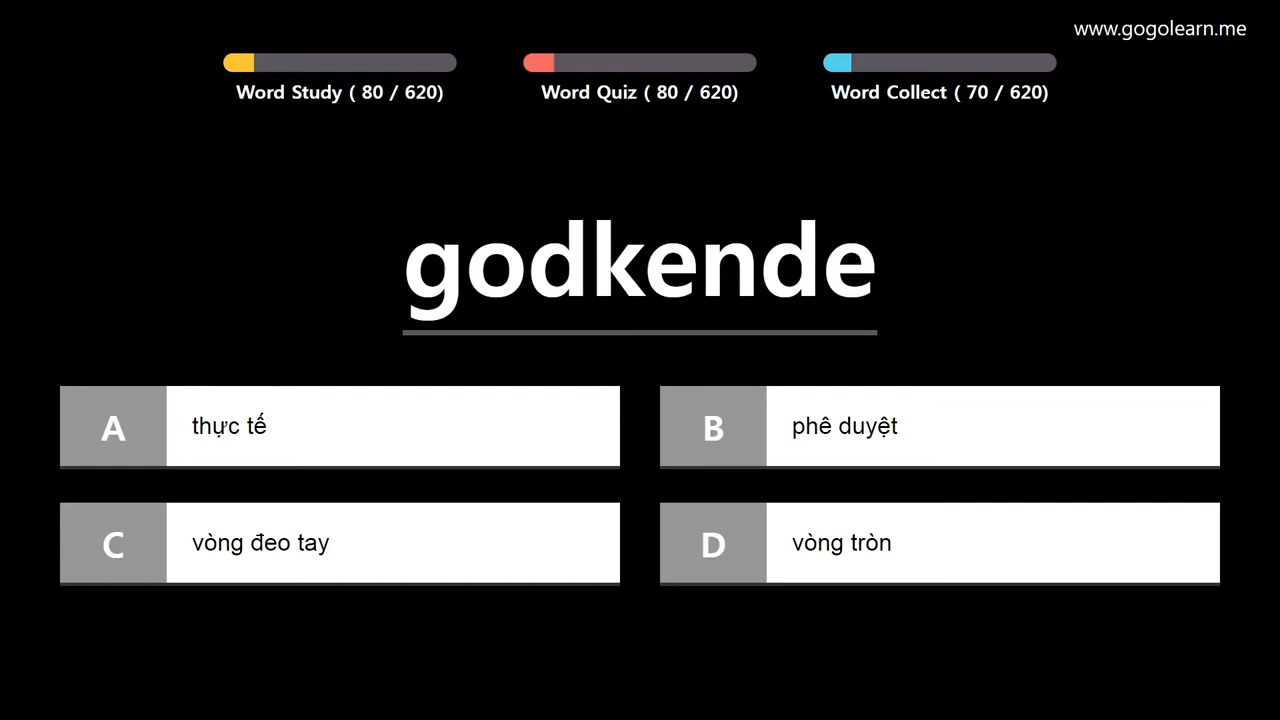 www.gogolearn.me
Word Study ( 80 / 620)
Word Quiz ( 80 / 620)
Word Collect ( 70 / 620)
godkende
A
thực tế
B
phê duyệt
C
vòng đeo tay
D
vòng tròn